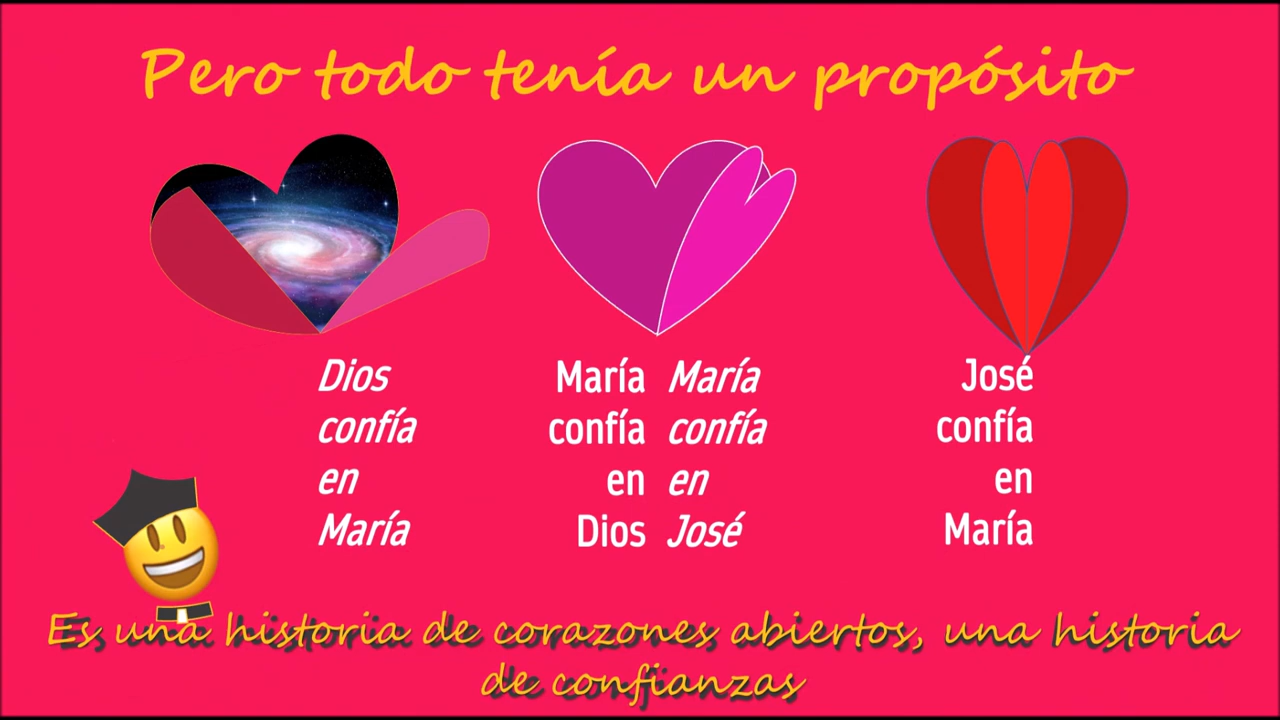 Pero todo tenía un propósito
Dios
confía
en
María
María
confía
en
Dios
María
confía
en
José
José
confía
en
María
Es una historia de corazones abiertos, una historia
de confianzas